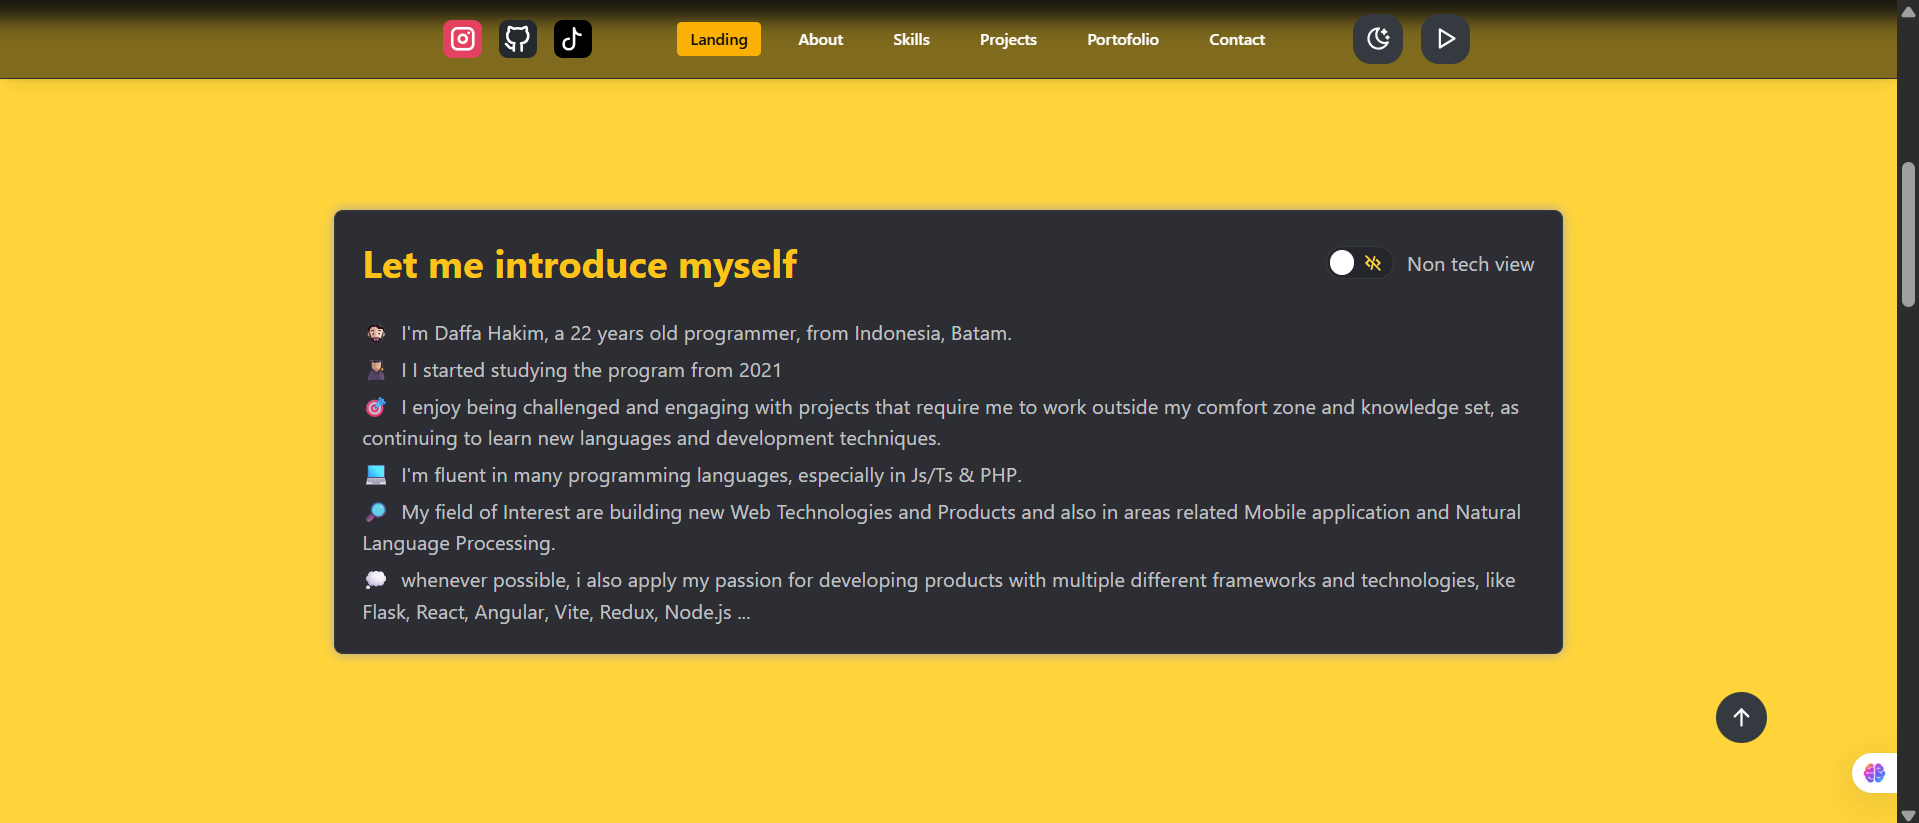 Landing About Skills Projects Portofolio Contact
Let me introduce myself
Non tech view
I'm Daffa Hakim, a 22 years old programmer, from Indonesia, Batam.
I I started studying the program from 2021
I enjoy being challenged and engaging with projects that require me to work outside my comfort zone and knowledge set, as
continuing to learn new languages and development techniques.
I'm fluent in many programming languages, especially in Js/Ts & PHP.
My field of Interest are building new Web Technologies and Products and also in areas related Mobile application and Natural
Language Processing.
whenever possible, i also apply my passion for developing products with multiple different frameworks and technologies, like
Flask, React, Angular, Vite, Redux, Node.js ...